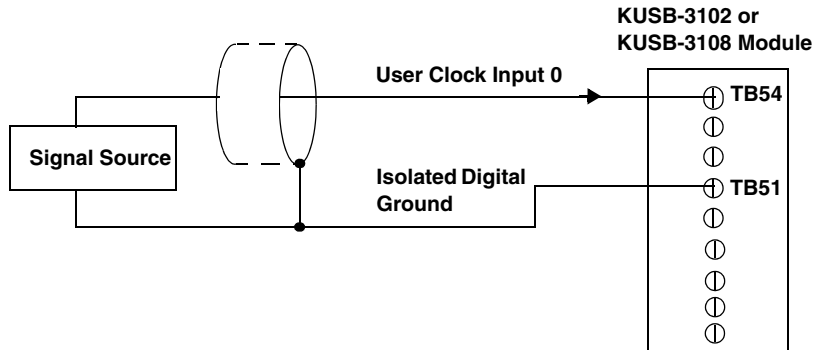 KUSB-3102 or
KUSB-3108 Module
User Clock Input 0
TB54
Signal Source
Isolated Digital
Ground
TB51